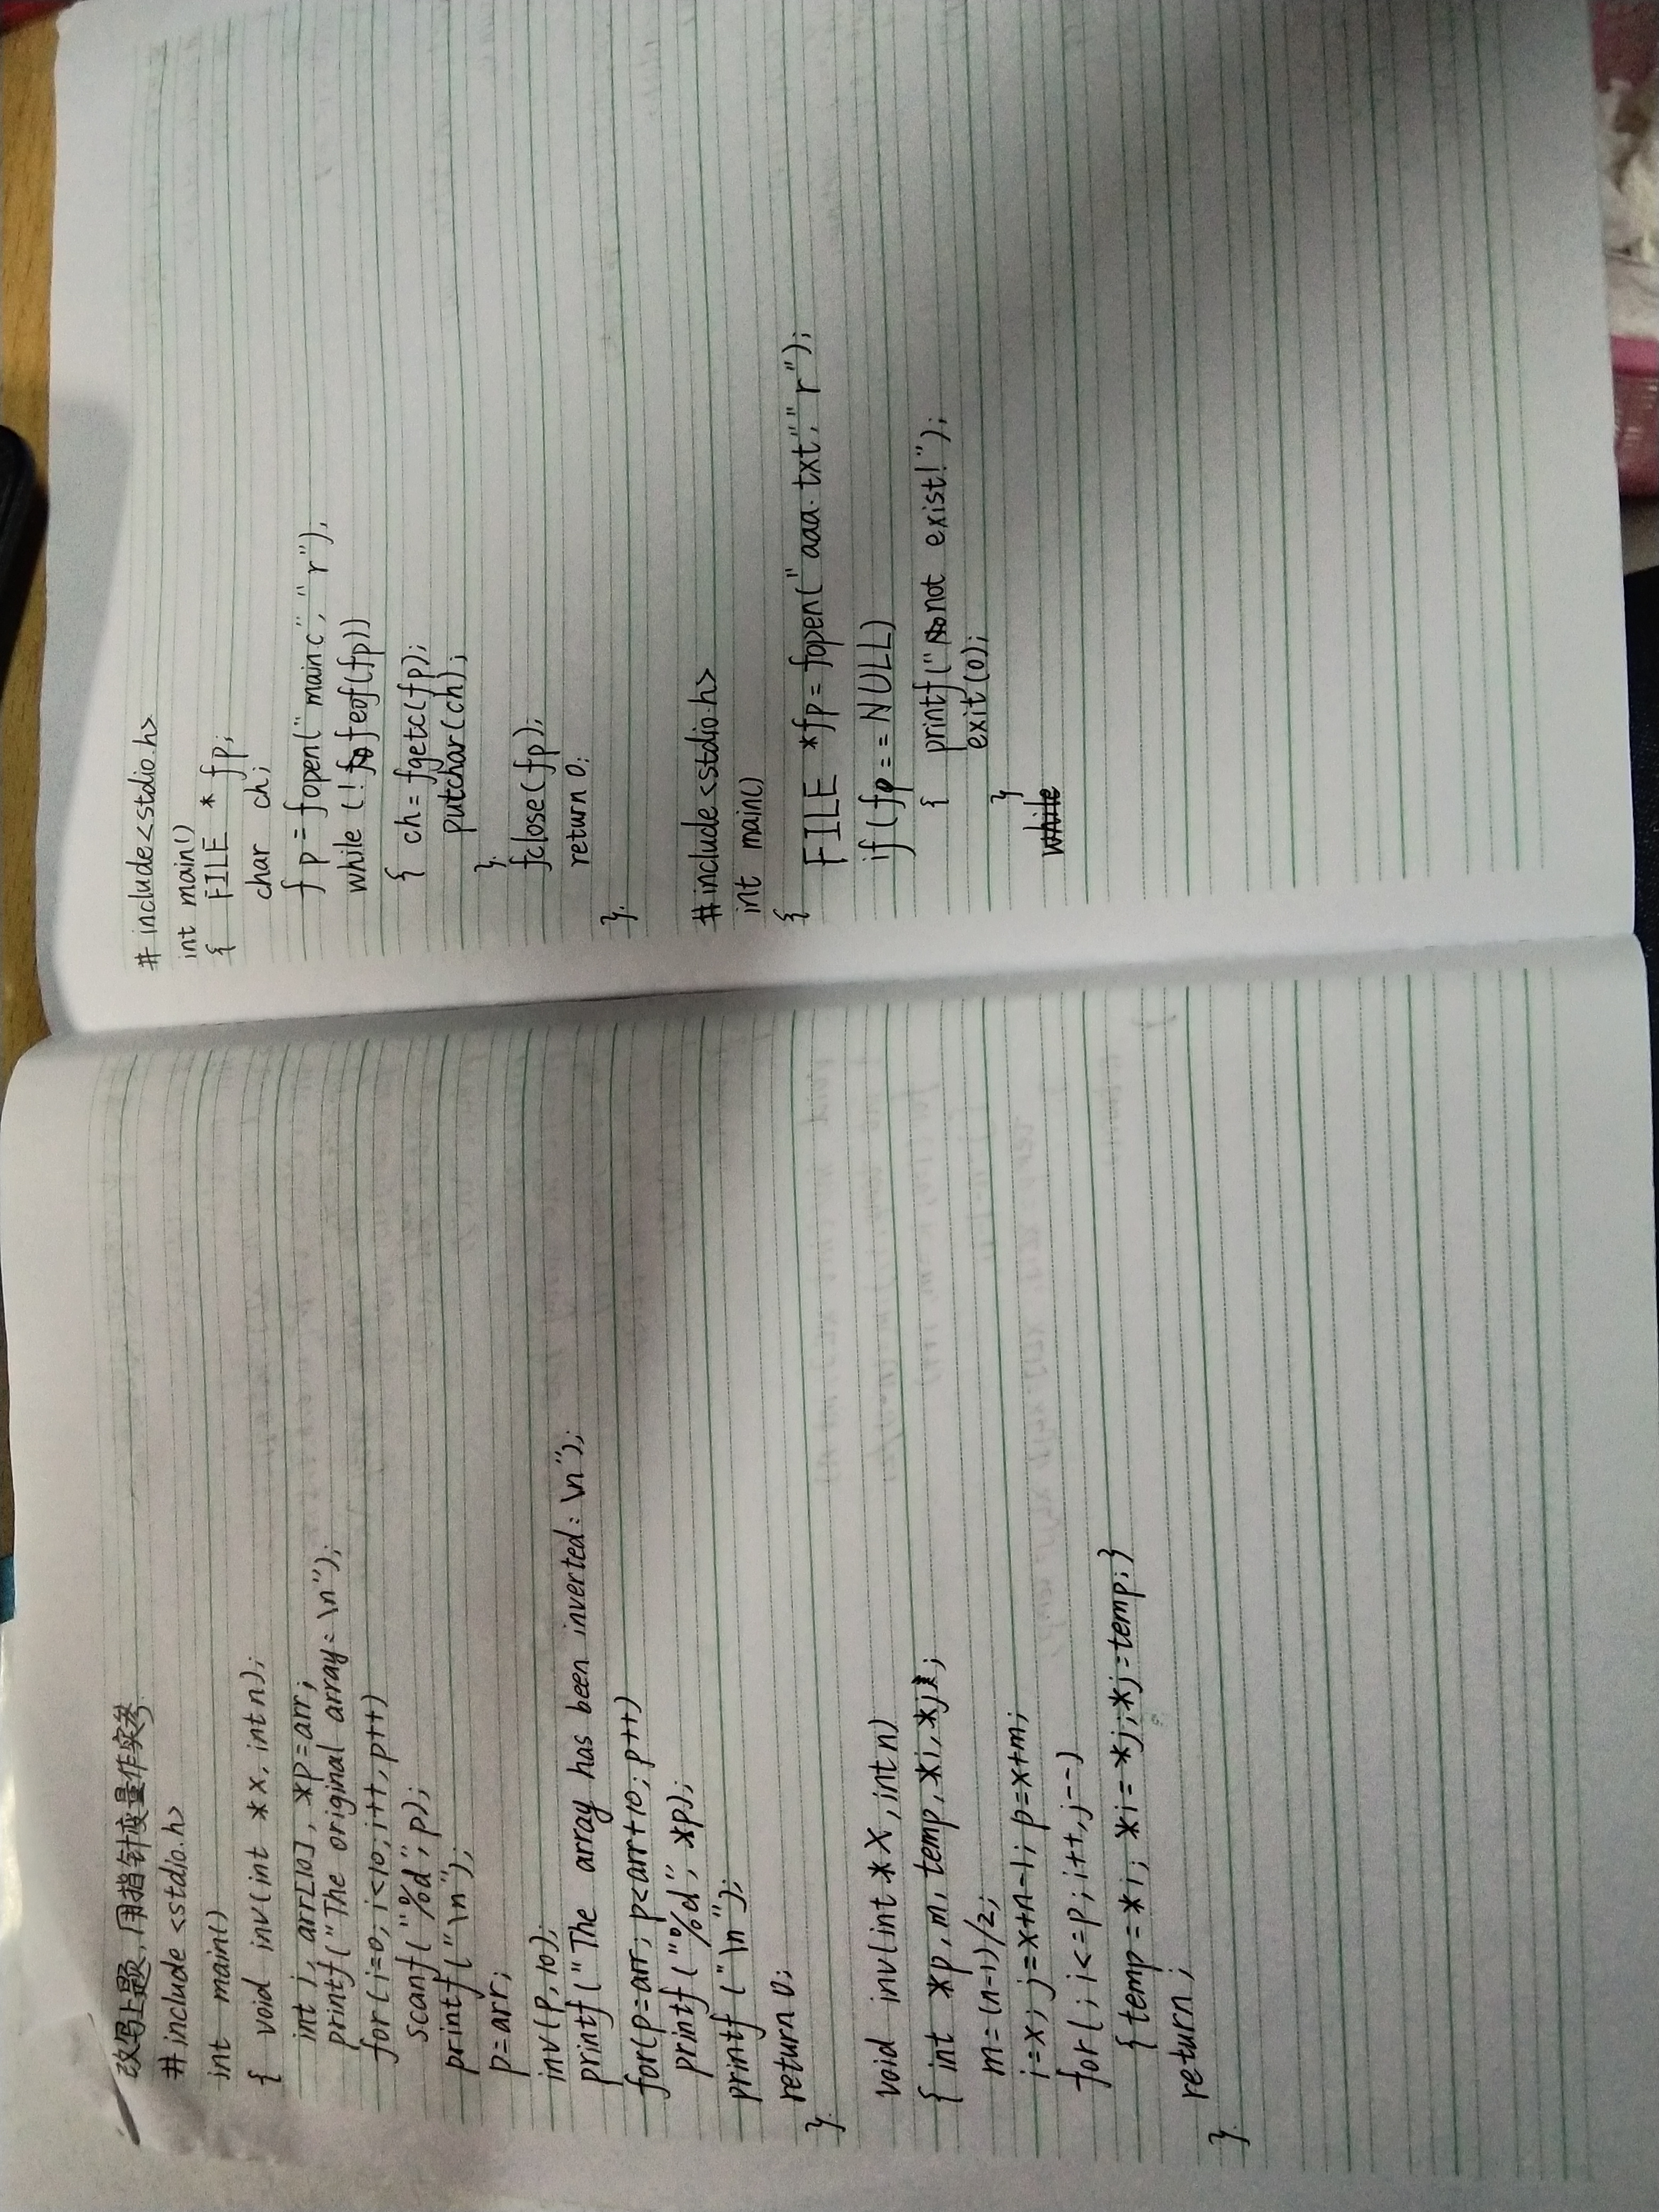 改写上题，用指针变量作实参
#include <stdio.h>
int main()
{ void inv(int *x, int n);
int i, arr[10], *p=arr;
printf("The original array: \n");
for(i=0; i<10; i++, p++)
scanf("%d", p);
printf("\n");
p=arr;
inv(p, 10);
printf("The array has been inverted: \n");
for(p=arr; p<arr+10; p++)
printf("%d", *p);
printf("\n");
return 0;
}
void inv(int *x, int n)
{ int *p, m, temp, *i, *j;
m=(n-1)/2;
i=x; j=x+n-1; p=x+m;
for(; i<=p; i++, j--)
{ temp=*i; *i=*j; *j=temp;}
return;
}
#include<stdio.h>
int main()
{ FILE *fp;
char ch;
fp=fopen("main.c", "r");
while(!feof(fp))
{ ch=fgetc(fp);
putchar(ch);
}
fclose(fp);
return 0;
}
#include<stdio.h>
int main()
{
FILE *fp=fopen("aaa.txt", "r");
if(fp==NULL)
{ printf("not exist!");
exit(0);
}
while